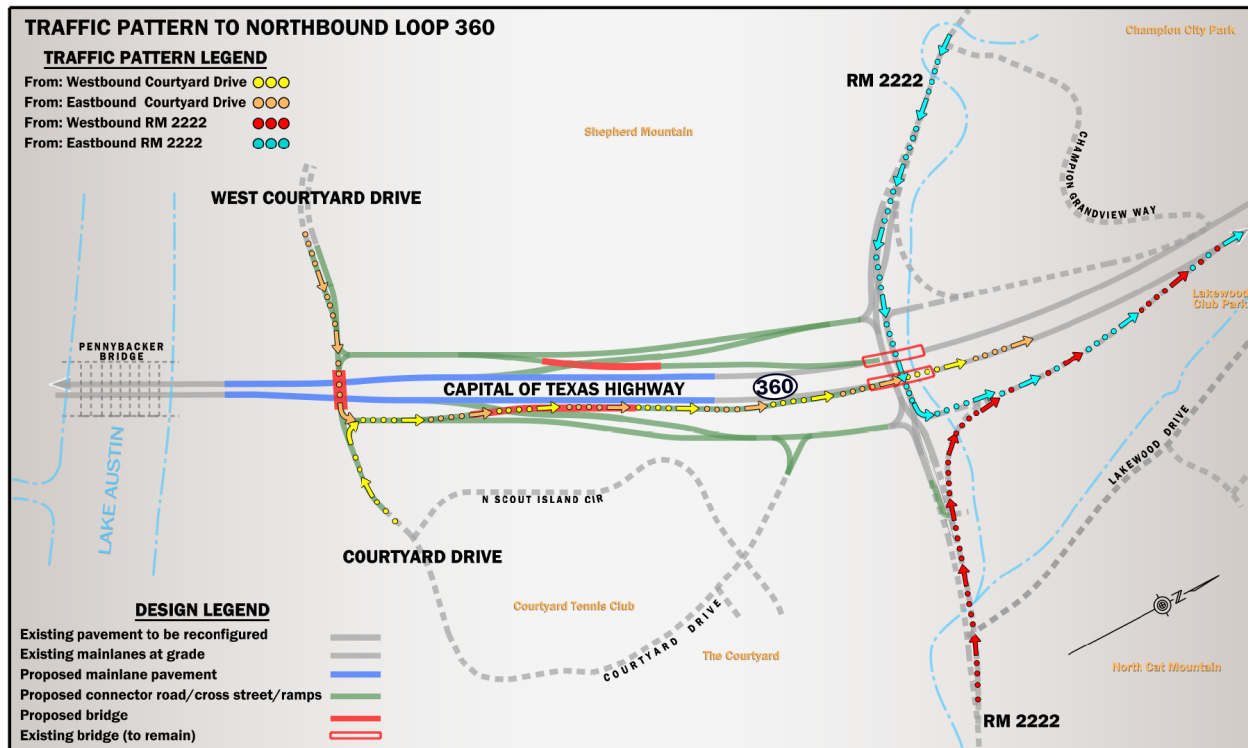 TRAFFIC PATTERN TO NORTHBOUND LOOP 360
TRAFFIC PATTERN LEGEND
From: Westbound Courtyard Drive
From: Eastbound Courtyard Drive
From: Westbound RM 2222
From: Eastbound RM 2222
Champion City Park
RM 2222
Shepherd Mountain
CHAMPION GRANDVIEW WAY
WEST COURTYARD DRIVE
Lakewood
Club Park
PENNYBACKER
BRIDGE
CAPITAL OF TEXAS HIGHWAY
360
LAKE AUSTIN
LAKEWOOD DRIVE
N SCOUT ISLAND CIR
COURTYARD DRIVE
Courtyard Tennis Club
COURTYARD DRIVE
The Courtyard
N
North Cat Mountain
RM 2222
DESIGN LEGEND
Existing pavement to be reconfigured
Existing mainlanes at grade
Proposed mainlane pavement
Proposed connector road/cross street/ramps
Proposed bridge
Existing bridge (to remain)